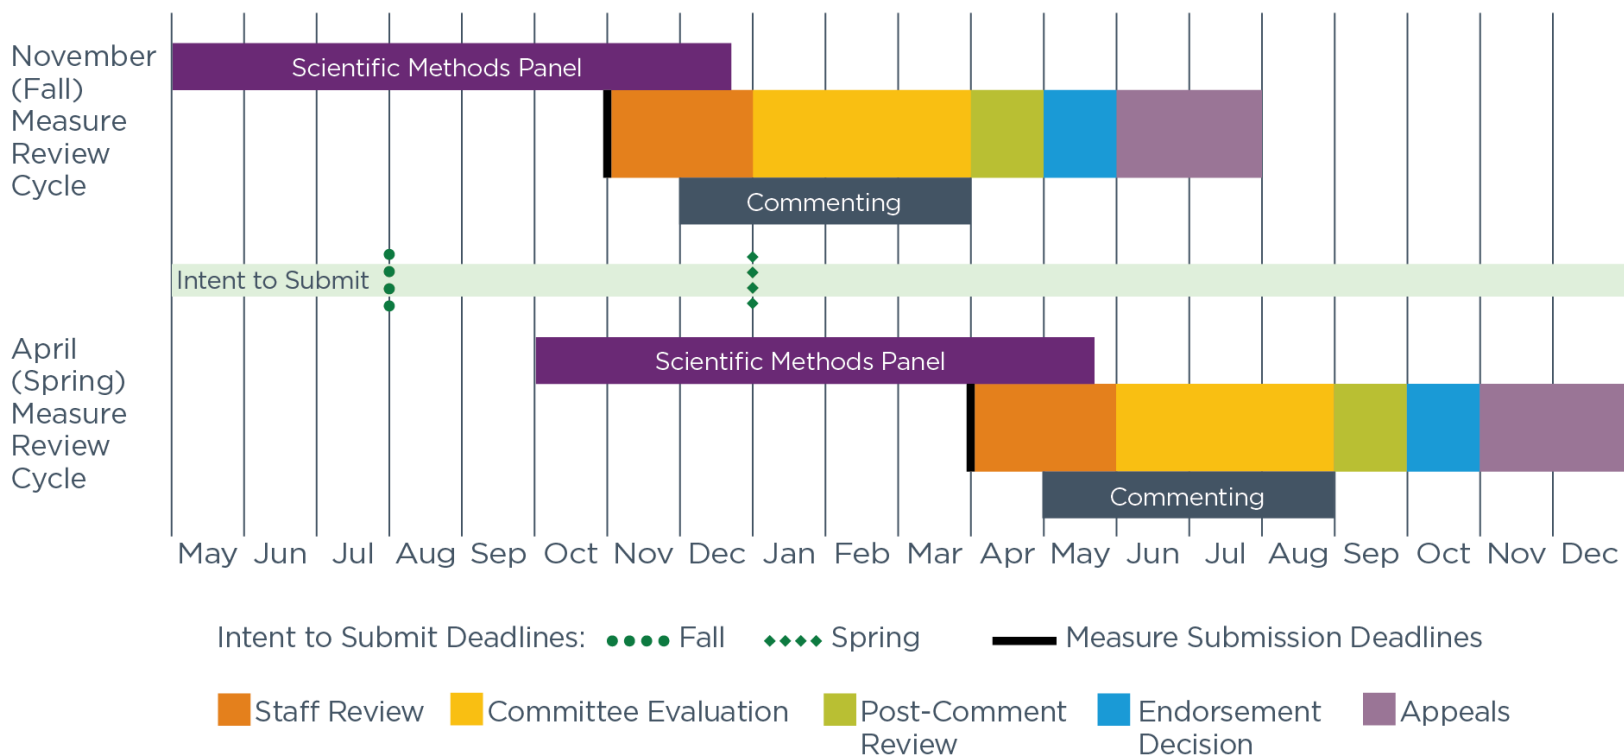 November
(Fall)
Measure
Review
Cycle
Scientific Methods Panel
Commenting
Intent to Submit
April
(Spring)
Measure
Review
Cycle
Scientific Methods Panel
Commenting
May Jun Jul Aug Sep Oct Nov Dec Jan Feb Mar Apr May Jun Jul Aug Sep Oct Nov Dec
Intent to Submit Deadlines: Fall Spring Measure Submission Deadlines
Staff Review Committee Evaluation Post-Comment Endorsement Appeals
Review Decision